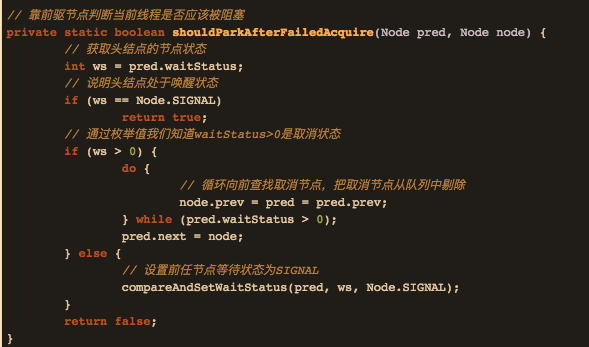 // 靠前驱节点判断当前线程是否应该被阻塞
private static boolean shouldParkAfterFailedAcquire(Node pred, Node node) {
// 获取头结点的节点状态
int ws = pred.waitStatus;
// 说明头结点处于唤醒状态
if (ws == Node.SIGNAL)
return true;
// 通过枚举值我们知道waitStatus>0是取消状态
if (ws > 0) {
do {
// 循环向前查找取消节点，把取消节点从队列中剔除
node.prev = pred = pred.prev;
} while (pred.waitStatus > 0);
pred.next = node;
} else {
// 设置前任节点等待状态为SIGNAL
compareAndSetWaitStatus(pred, ws, Node.SIGNAL);
}
return false;
}